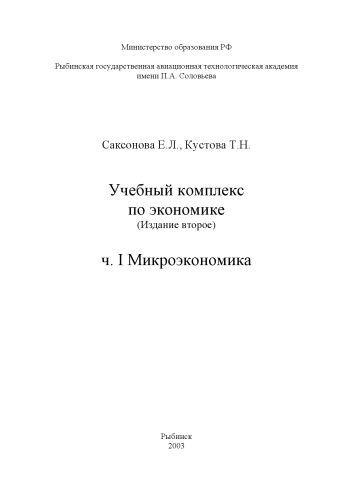 Министерство образования РФ
Рыбинская государственная авиационная технологическая академия
имени П.А. Соловьева
Саксонова Е.Л., Кустова Т.Н.
Учебный комплекс
по экономике
(Издание второе)
ч. I Микроэкономика
Рыбинск
2003